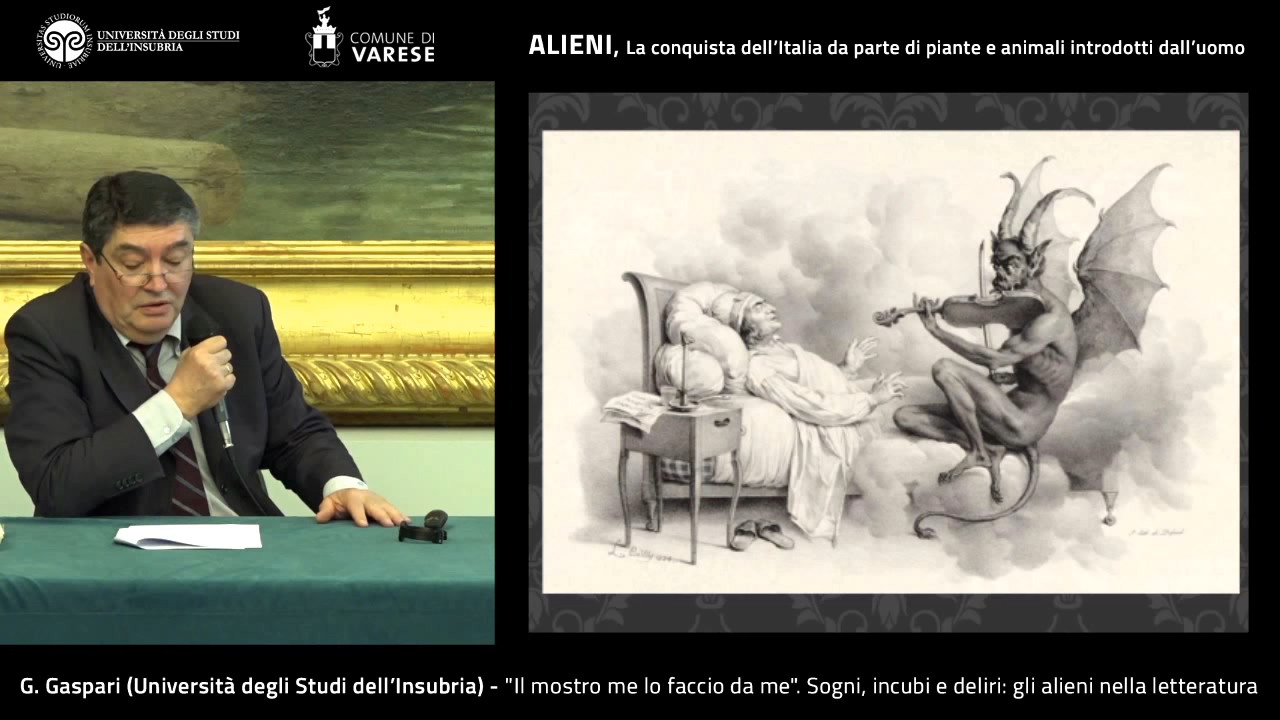 UNIVERSITÀ DEGLI STUDI
DELL'INSUBRIA
COMUNE DI
VARESE
ALIENI, La conquista dell'Italia da parte di piante e animali introdotti dall'uomo
G. Gaspari (Università degli Studi dell'Insubria) - "Il mostro me lo faccio da me". Sogni, incubi e deliri: gli alieni nella letteratura